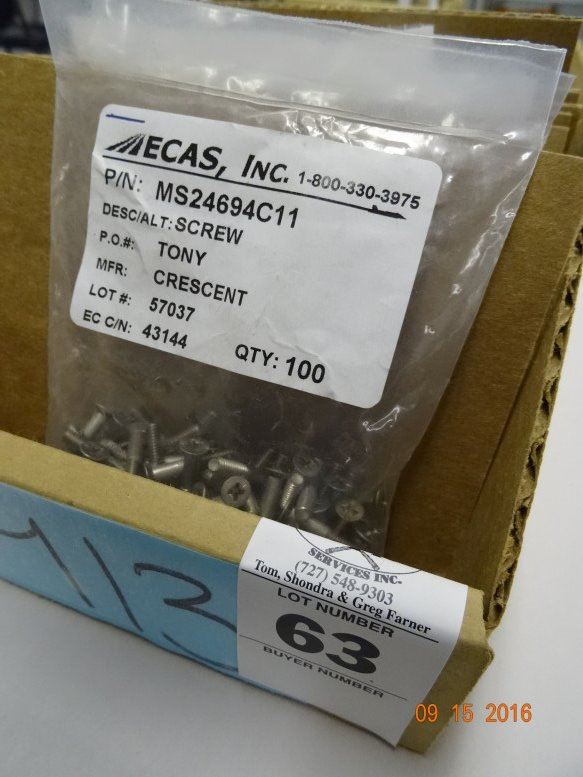 ECAS, INC. 1-800-330-3975
P/N: MS24694C11
DESC/ALT: SCREW
P.O.#: TONY
MFR: CRESCENT
LOT #: 57037
EC C/N: 43144
QTY: 100
113
SERVICES INC.
(727) 548-9303
Tom, Shondra & Greg Farner
LOT NUMBER
63
BUYER NUMBER
09 15 2016